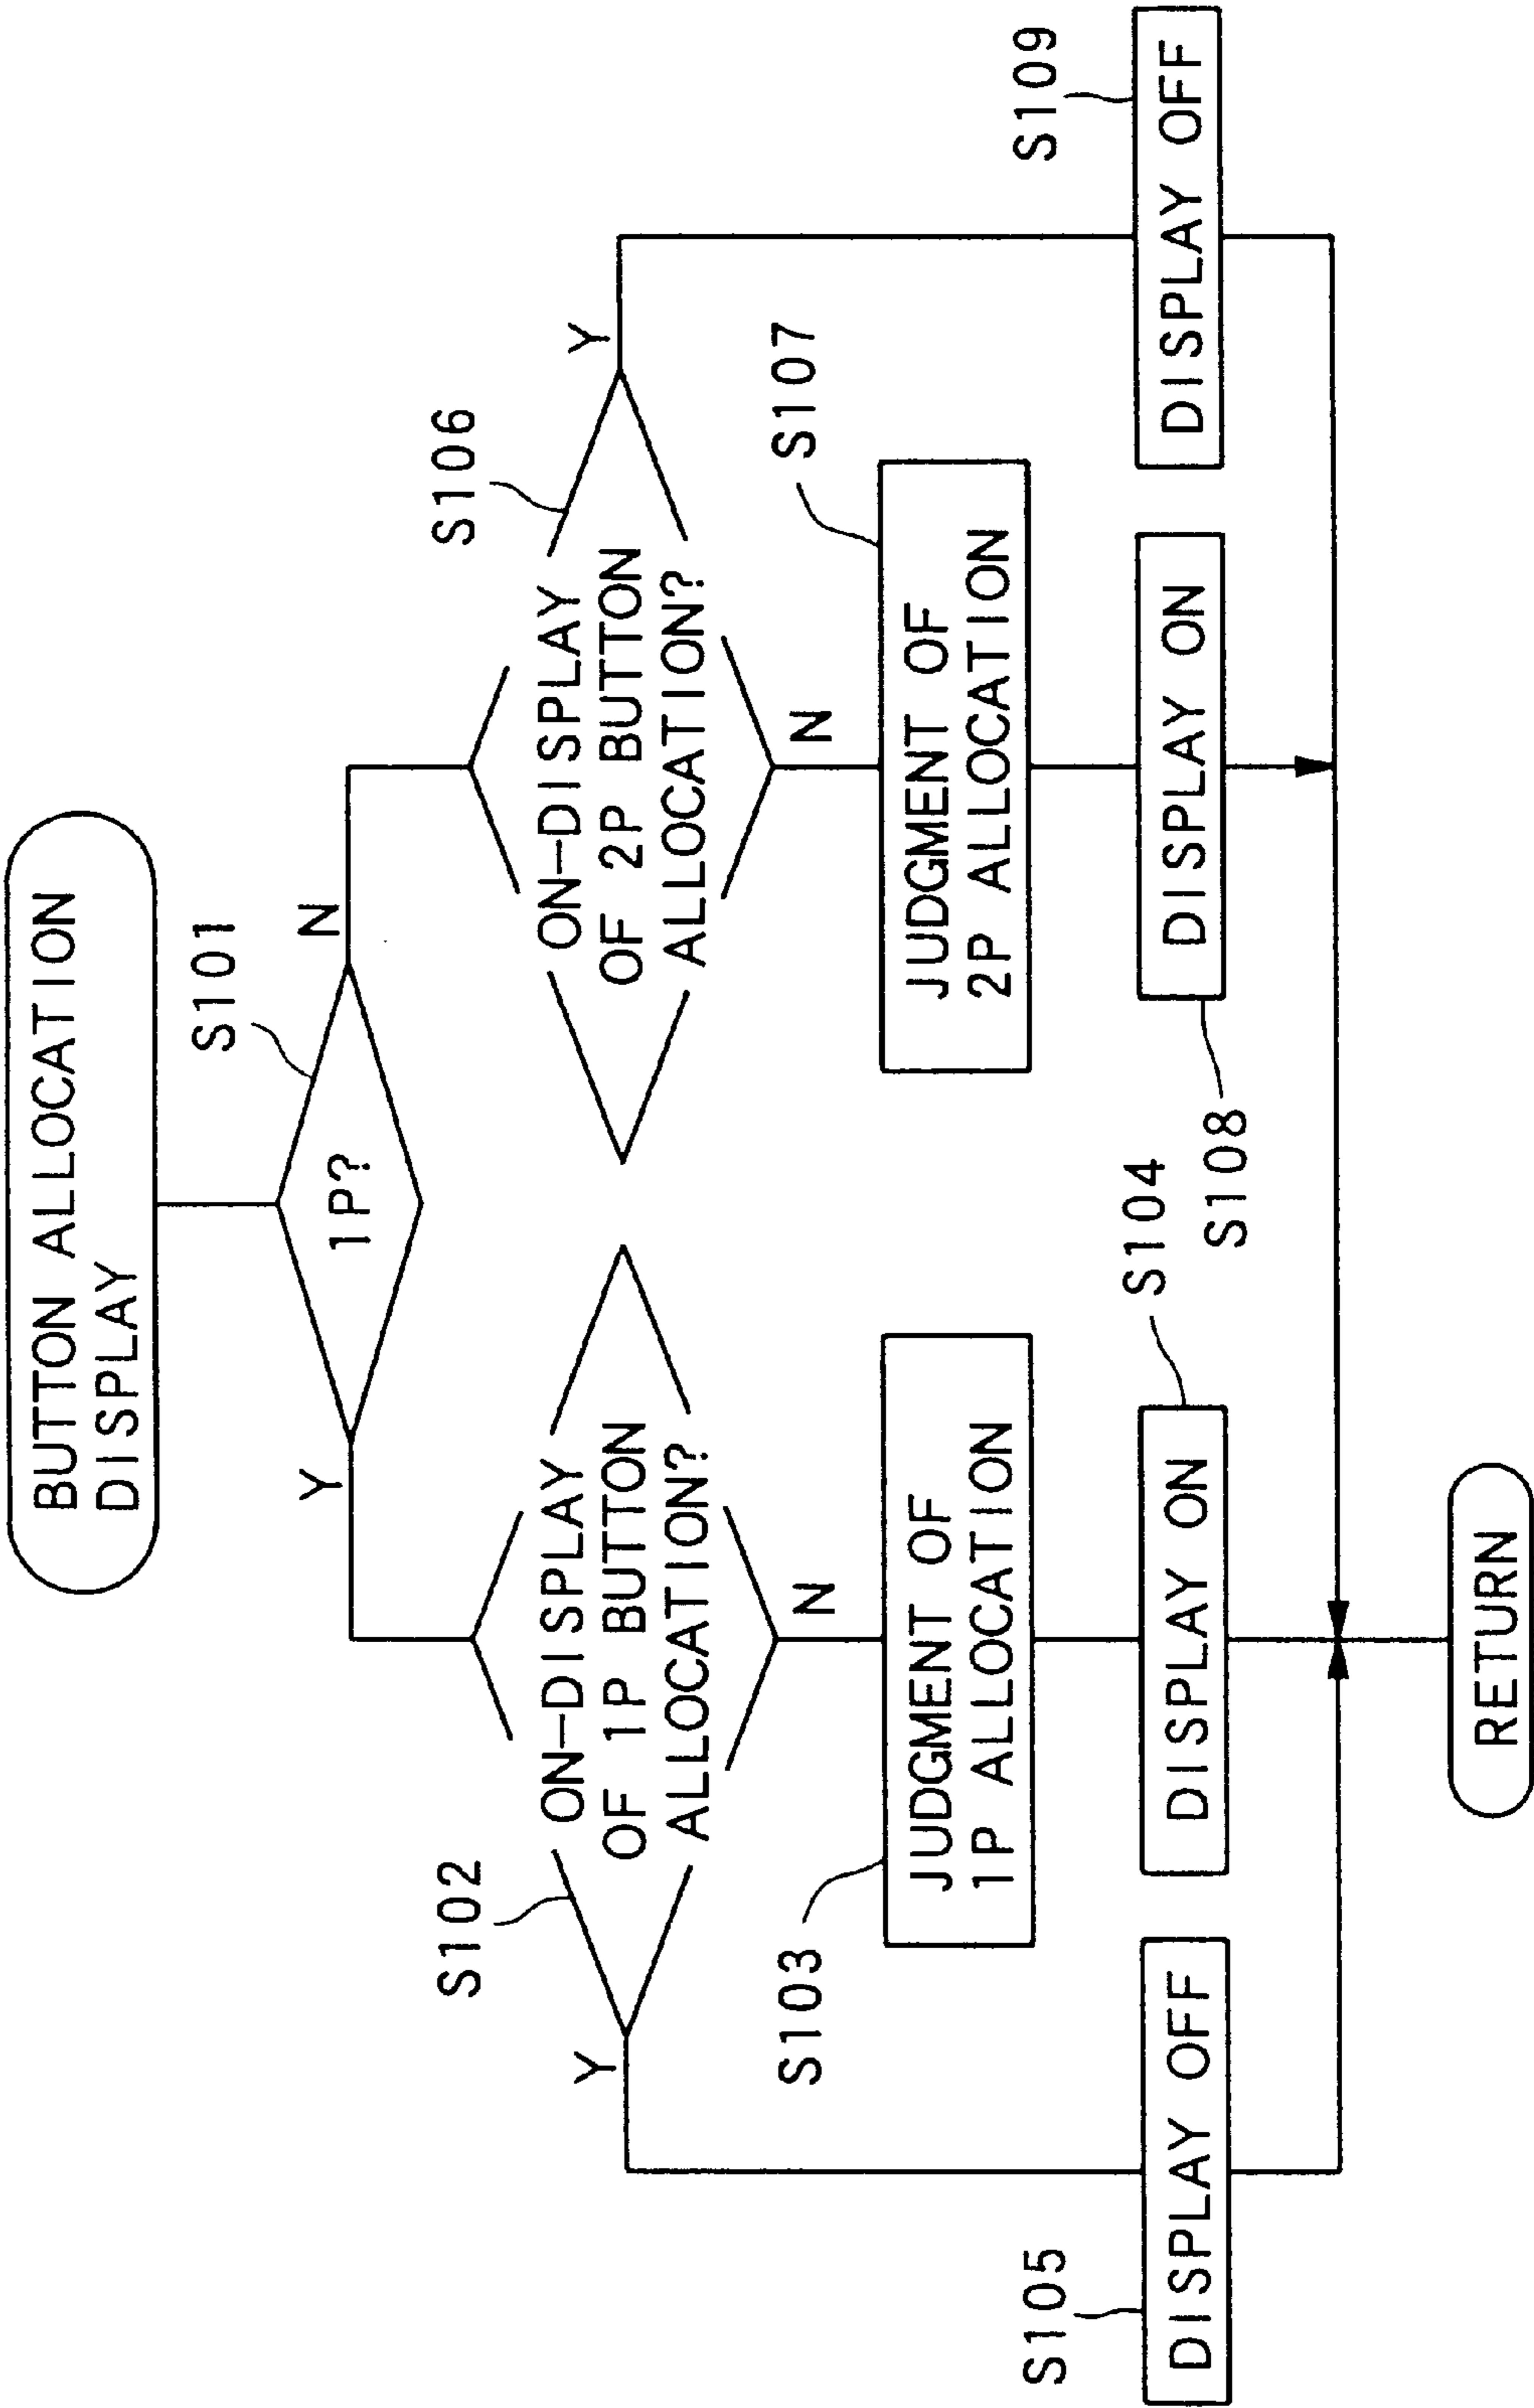 BUTTON ALLOCATION
DISPLAY
S101
1P?
Y
N
S102
ON-DISPLAY
OF 1P BUTTON
ALLOCATION?
Y
N
S106
ON-DISPLAY
OF 2P BUTTON
ALLOCATION?
Y
N
S103
JUDGMENT OF
1P ALLOCATION
S107
JUDGMENT OF
2P ALLOCATION
S105
DISPLAY OFF
S104
DISPLAY ON
S108
DISPLAY ON
S109
DISPLAY OFF
RETURN